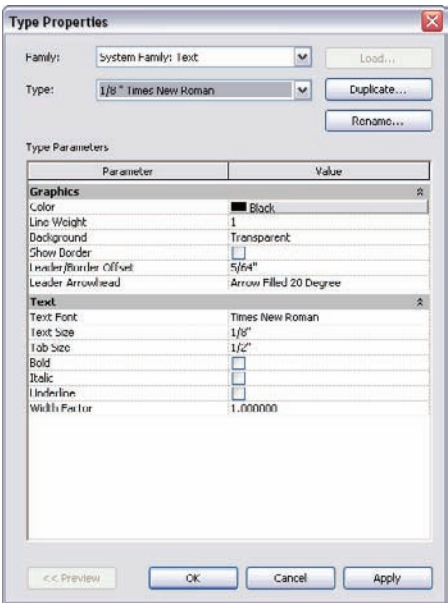 Type Properties
Family: System Family: Text Load...
Type: 1/8" Times New Roman Duplicate...
Rename...
Type Parameters
Parameter Value
Graphics
Color Black
Line Weight 1
Background Transparent
Show Border
Leader/Border Offset 5/64"
Leader Arrowhead Arrow Filled 20 Degree
Text
Text Font Times New Roman
Text Size 1/8"
Tab Size 1/2"
Bold
Italic
Underline
Width Factor 1.000000
<< Preview OK Cancel Apply